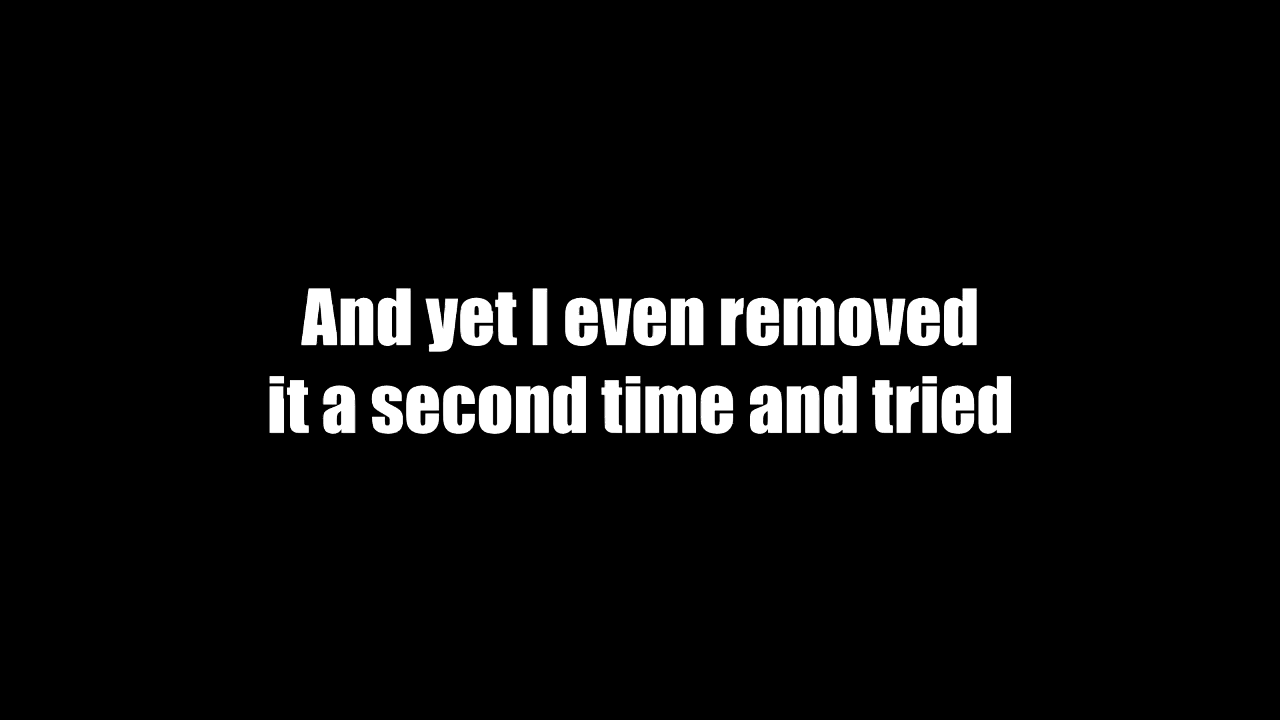 And yet I even removed
it a second time and tried